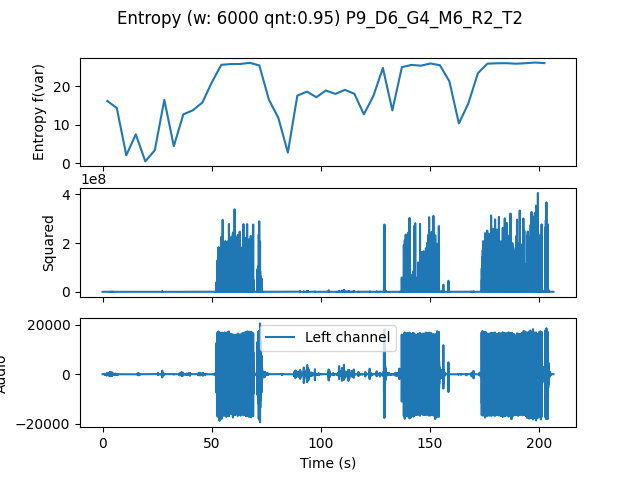 Entropy (w: 6000 qnt:0.95) P9_D6_G4_M6_R2_T2
Entropy f(var)
20
10
0
1e8
Squared
4
2
0
Audio
20000
0
−20000
Left channel
0 50 100 150 200
Time (s)